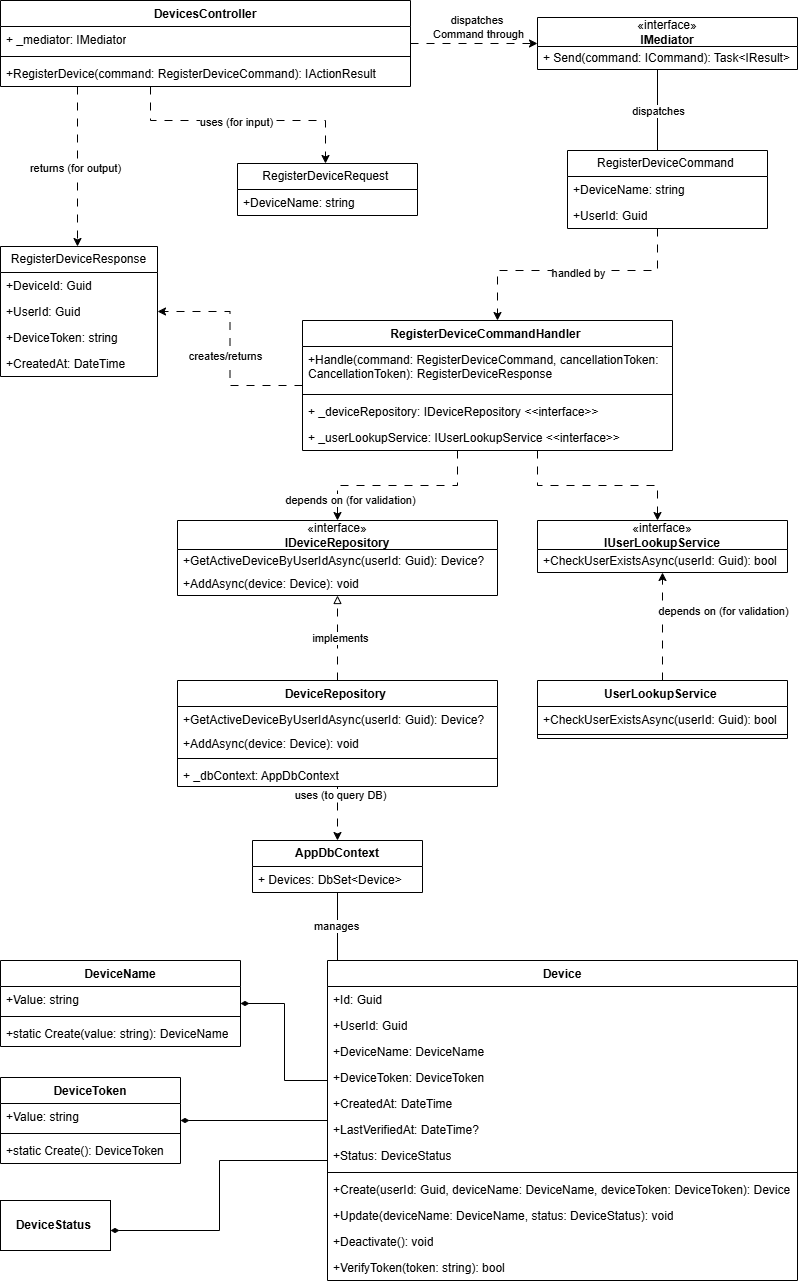 DevicesController
+ _mediator: IMediator
+RegisterDevice(command: RegisterDeviceCommand): IActionResult
dispatches
Command through
«interface»
IMediator
+ Send(command: ICommand): Task<IResult>
dispatches
uses (for input)
returns (for output)
RegisterDeviceRequest
+DeviceName: string
RegisterDeviceCommand
+DeviceName: string
+UserId: Guid
RegisterDeviceResponse
+DeviceId: Guid
+UserId: Guid
+DeviceToken: string
+CreatedAt: DateTime
handled by
creates/returns
RegisterDeviceCommandHandler
+Handle(command: RegisterDeviceCommand, cancellationToken:
CancellationToken): RegisterDeviceResponse
+ _deviceRepository: IDeviceRepository <<interface>>
+ _userLookupService: IUserLookupService <<interface>>
depends on (for validation)
«interface»
IDeviceRepository
+GetActiveDeviceByUserIdAsync(userId: Guid): Device?
+AddAsync(device: Device): void
«interface»
IUserLookupService
+CheckUserExistsAsync(userId: Guid): bool
implements
depends on (for validation)
DeviceRepository
+GetActiveDeviceByUserIdAsync(userId: Guid): Device?
+AddAsync(device: Device): void
+ _dbContext: AppDbContext
UserLookupService
+CheckUserExistsAsync(userId: Guid): bool
uses (to query DB)
AppDbContext
+ Devices: DbSet<Device>
manages
DeviceName
+Value: string
+static Create(value: string): DeviceName
DeviceToken
+Value: string
+static Create(): DeviceToken
DeviceStatus
Device
+Id: Guid
+UserId: Guid
+DeviceName: DeviceName
+DeviceToken: DeviceToken
+CreatedAt: DateTime
+LastVerifiedAt: DateTime?
+Status: DeviceStatus
+Create(userId: Guid, deviceName: DeviceName, deviceToken: DeviceToken): Device
+Update(deviceName: DeviceName, status: DeviceStatus): void
+Deactivate(): void
+VerifyToken(token: string): bool